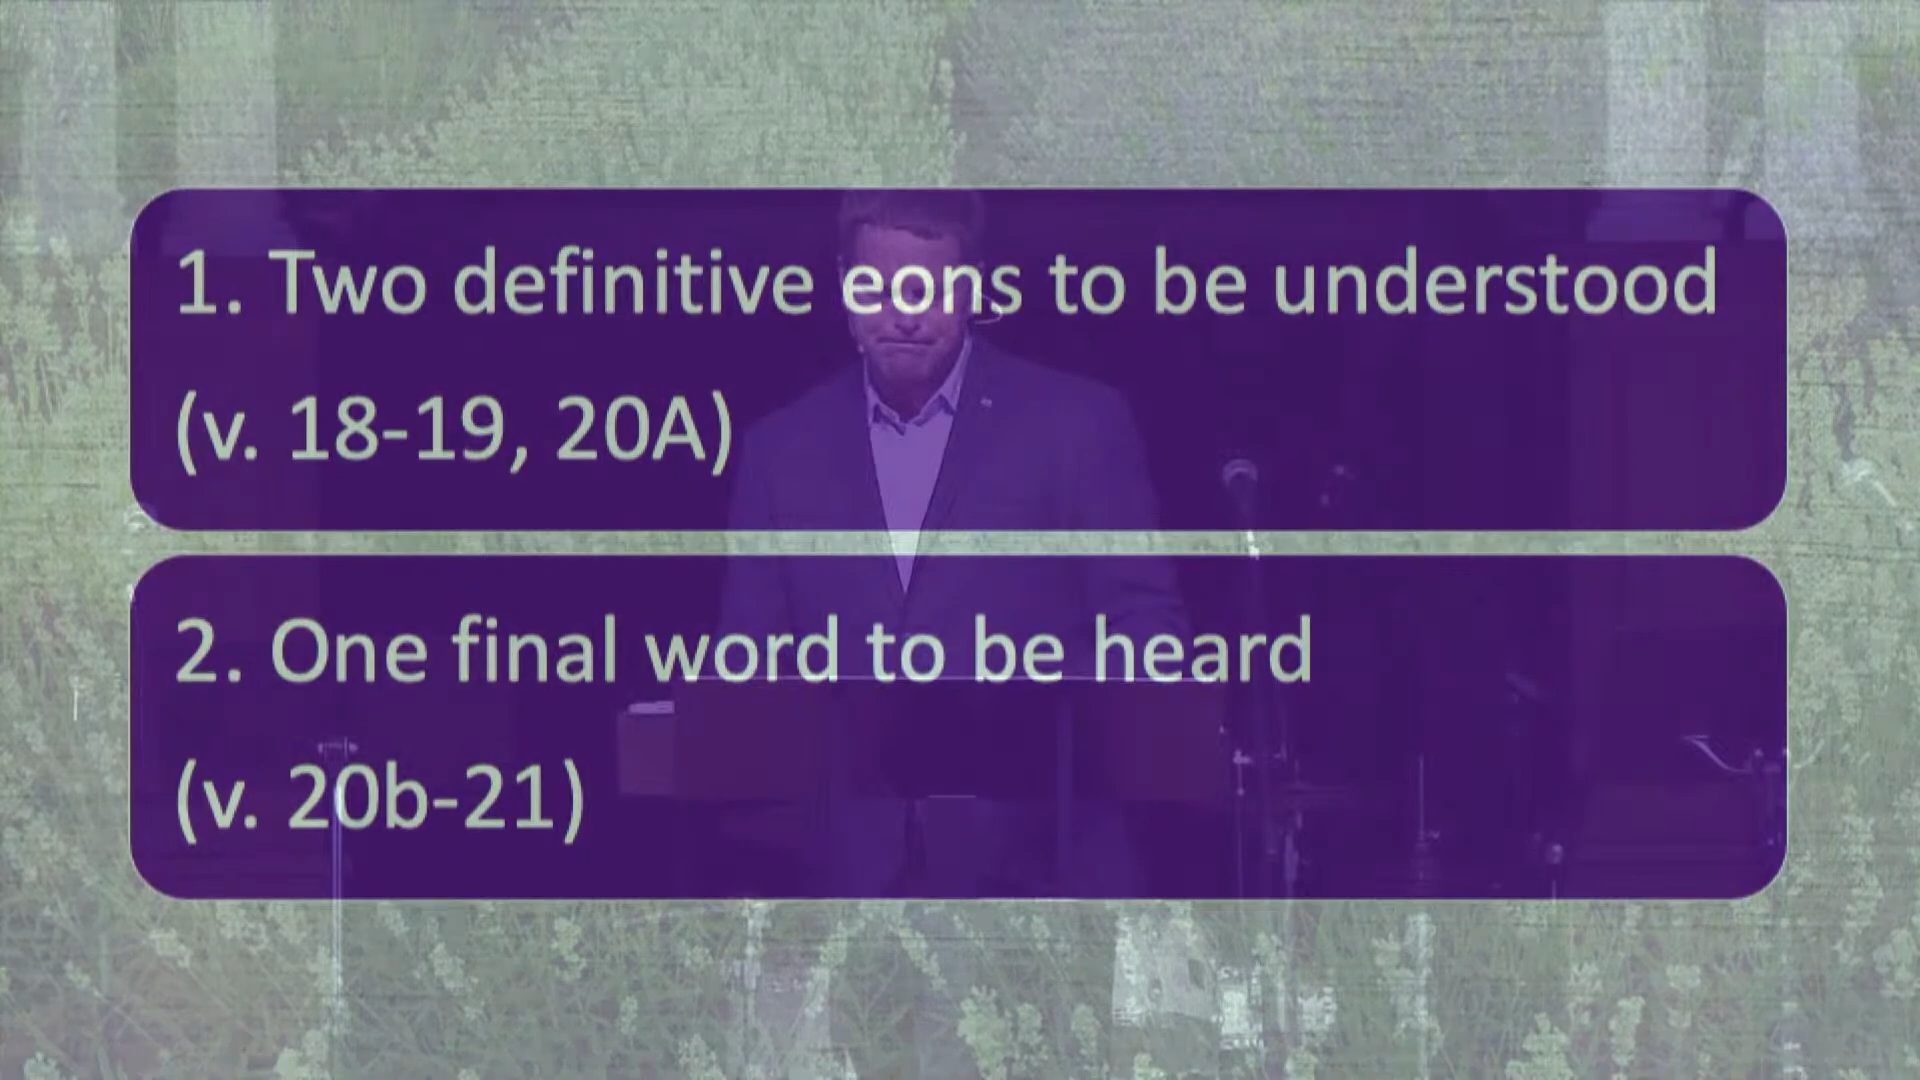 1. Two definitive eons to be understood
(v. 18-19, 20A)
2. One final word to be heard
(v. 20b-21)